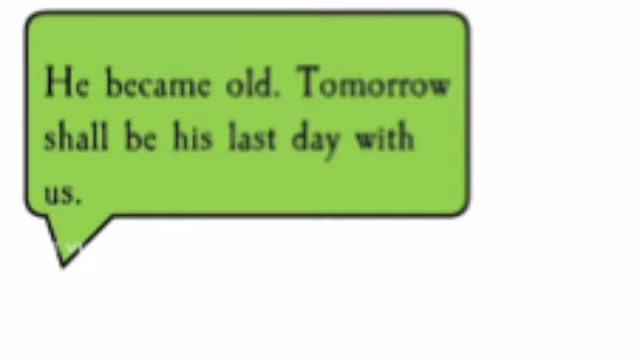 He became old. Tomorrow
shall be his last day with
us.